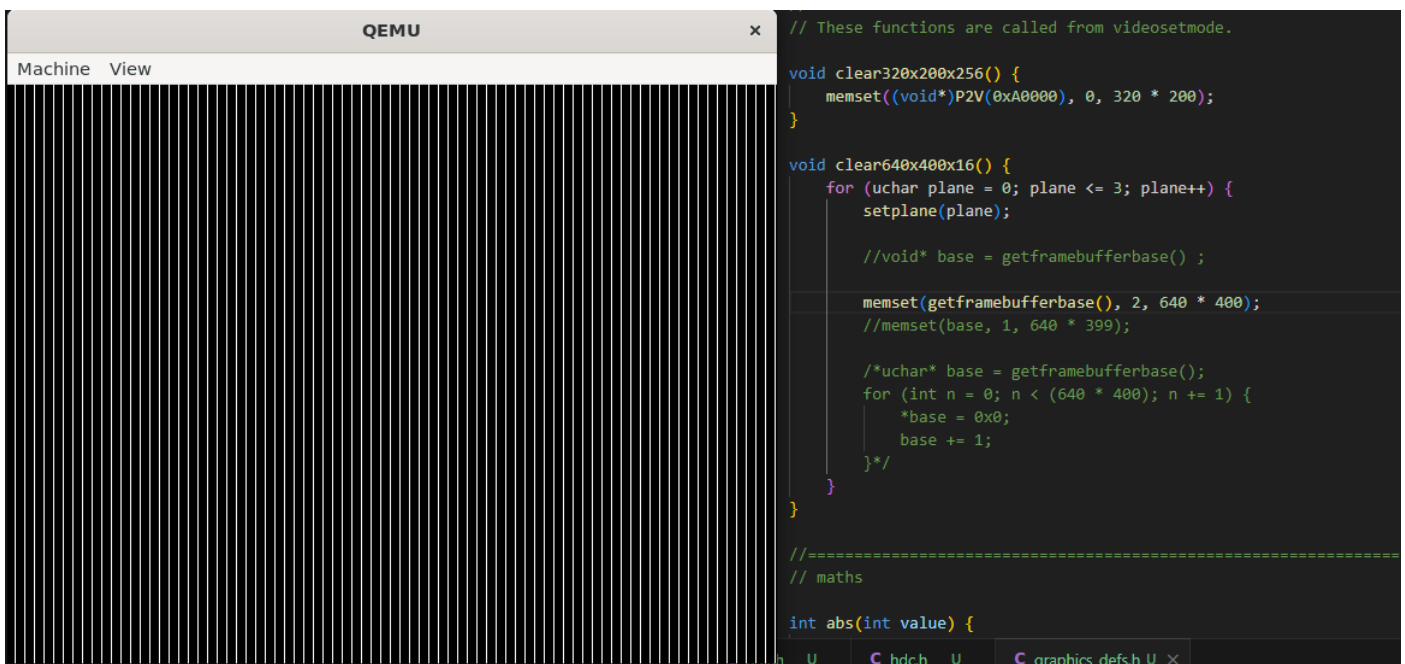 QEMU ×
Machine View
// These functions are called from videosetmode.
void clear320x200x256() {
memset((void*)P2V(0xA0000), 0, 320 * 200);
}
void clear640x400x16() {
for (uchar plane = 0; plane <= 3; plane++) {
setplane(plane);
//void* base = getframebufferbase() ;
memset(getframebufferbase(), 2, 640 * 400);
//memset(base, 1, 640 * 399);
/*uchar* base = getframebufferbase();
for (int n = 0; n < (640 * 400); n += 1) {
*base = 0x0;
base += 1;
}*/
}
}
//==============================================================
// maths
int abs(int value) {
h U C hdc.h U C graphics_defs.h U ×